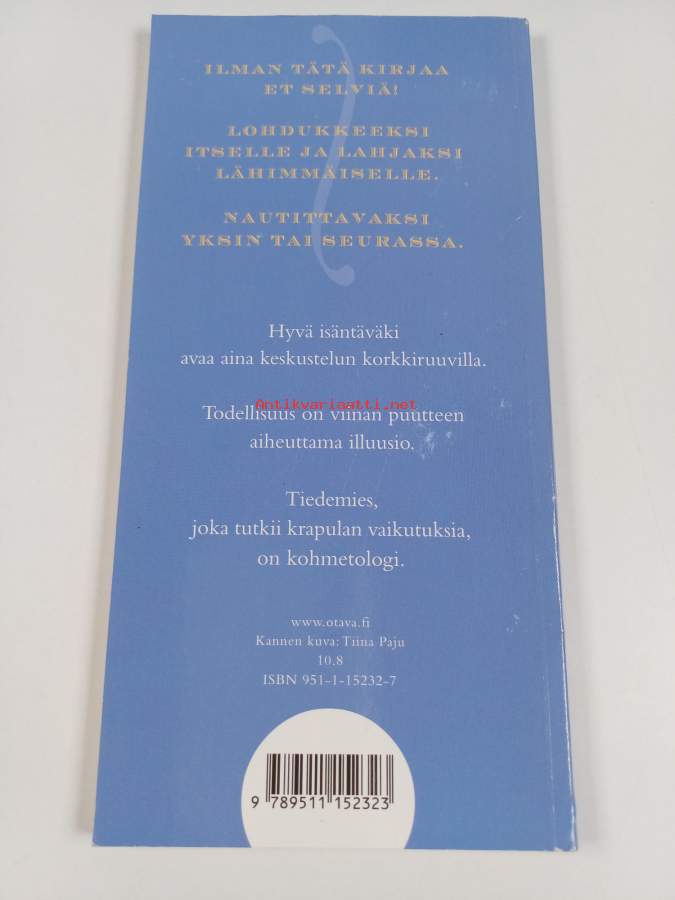 ILMAN TÄTÄ KIRJAA
ET SELVIÄ!
LOHDUKKEEKSI
ITSELLE JA LAHJAKSI
LÄHIMMÄISELLE.
NAUTITTAVAKSI
YKSIN TAI SEURASSA.
Hyvä isäntäväki
avaa aina keskustelun korkkiruuvilla.
Antikvariaatti.net
Todellisuus on viinan puutteen
aiheuttama illuusio.
Tiedemies,
joka tutkii krapulan vaikutuksia,
on kohmetologi.
www.otava.fi
Kannen kuva: Tiina Paju
10.8
ISBN 951-1-15232-7
9 789511 152323